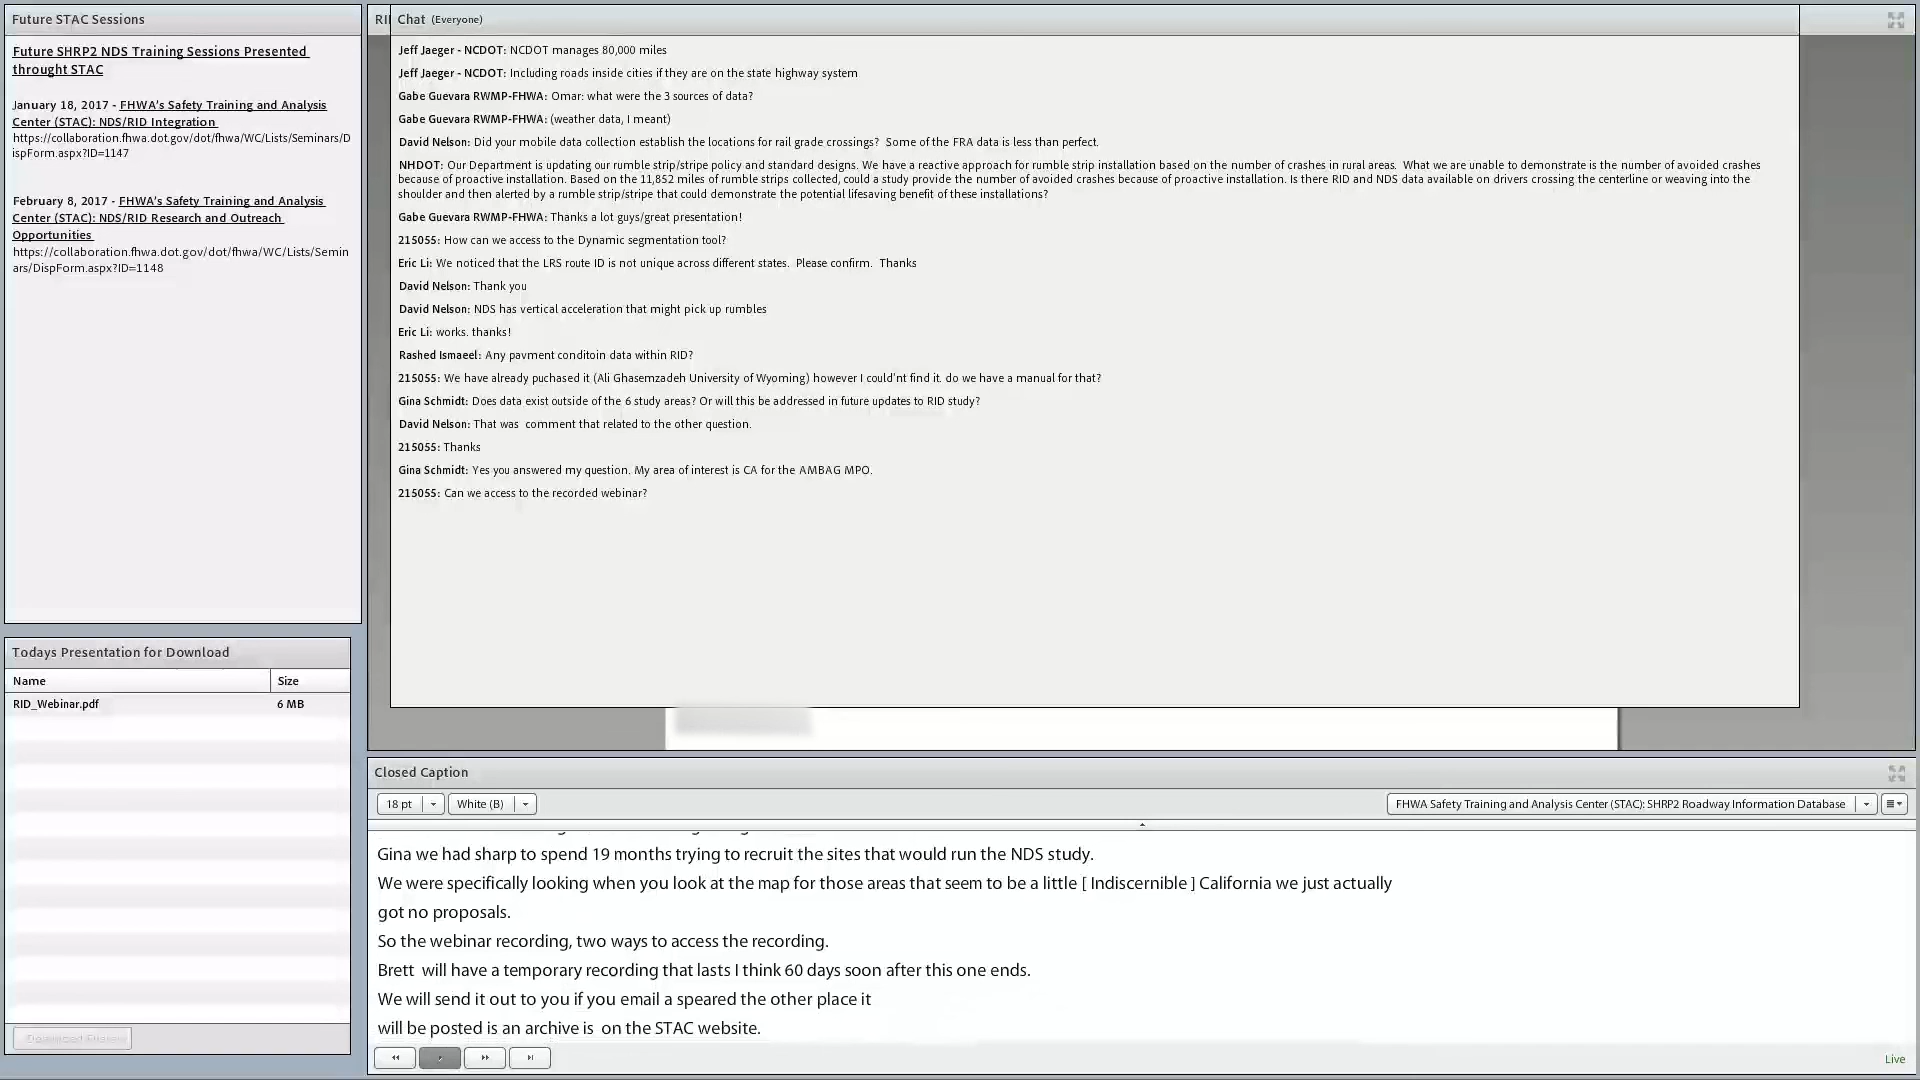 Future STAC Sessions
Future SHRP2 NDS Training Sessions Presented
throught STAC
January 18, 2017 - FHWA's Safety Training and Analysis
Center (STAC): NDS/RID Integration
https://collaboration.fhwa.dot.gov/dot/fhwa/WC/Lists/Seminars/D
ispForm.aspx?ID=1147
February 8, 2017 - FHWA's Safety Training and Analysis
Center (STAC): NDS/RID Research and Outreach
Opportunities
https://collaboration.fhwa.dot.gov/dot/fhwa/WC/Lists/Semin
ars/DispForm.aspx?ID=1148
Todays Presentation for Download
Name Size
RID_Webinar.pdf 6 MB
Chat (Everyone)
Jeff Jaeger - NCDOT: NCDOT manages 80,000 miles
Jeff Jaeger - NCDOT: Including roads inside cities if they are on the state highway system
Gabe Guevara RWMP-FHWA: Omar: what were the 3 sources of data?
Gabe Guevara RWMP-FHWA: (weather data, I meant)
David Nelson: Did your mobile data collection establish the locations for rail grade crossings? Some of the FRA data is less than perfect.
NHDOT: Our Department is updating our rumble strip/stripe policy and standard designs. We have a reactive approach for rumble strip installation based on the number of crashes in rural areas. What we are unable to demonstrate is the number of avoided crashes
because of proactive installation. Based on the 11,852 miles of rumble strips collected, could a study provide the number of avoided crashes because of proactive installation. Is there RID and NDS data available on drivers crossing the centerline or weaving into the
shoulder and then alerted by a rumble strip/stripe that could demonstrate the potential lifesaving benefit of these installations?
Gabe Guevara RWMP-FHWA: Thanks a lot guys/great presentation!
215055: How can we access to the Dynamic segmentation tool?
Eric Li: We noticed that the LRS route ID is not unique across different states. Please confirm. Thanks
David Nelson: Thank you
David Nelson: NDS has vertical acceleration that might pick up rumbles
Eric Li: works. thanks!
Rashed Ismaeel: Any pavment conditoin data within RID?
215055: We have already puchased it (Ali Ghasemzadeh University of Wyoming) however I could'nt find it. do we have a manual for that?
Gina Schmidt: Does data exist outside of the 6 study areas? Or will this be addressed in future updates to RID study?
David Nelson: That was comment that related to the other question.
215055: Thanks
Gina Schmidt: Yes you answered my question. My area of interest is CA for the AMBAG MPO.
215055: Can we access to the recorded webinar?
Closed Caption
18 pt White (B) FHWA Safety Training and Analysis Center (STAC): SHRP2 Roadway Information Database
Gina we had sharp to spend 19 months trying to recruit the sites that would run the NDS study.
We were specifically looking when you look at the map for those areas that seem to be a little [ Indiscernible ] California we just actually
got no proposals.
So the webinar recording, two ways to access the recording.
Brett will have a temporary recording that lasts I think 60 days soon after this one ends.
We will send it out to you if you email a speared the other place it
will be posted is an archive is on the STAC website.
Live